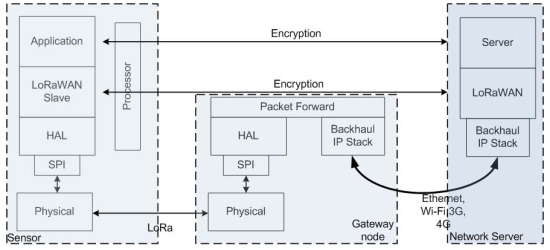 Encryption
Application
Processor
Server
Encryption
LoRaWAN
Slave
LoRaWAN
Packet Forward
HAL
HAL
Backhaul
IP Stack
Backhaul
IP Stack
SPI
SPI
Physical
Physical
Ethernet,
Wi-Fi,3G,
4G
LoRa
Sensor
Gateway
node
Network Server